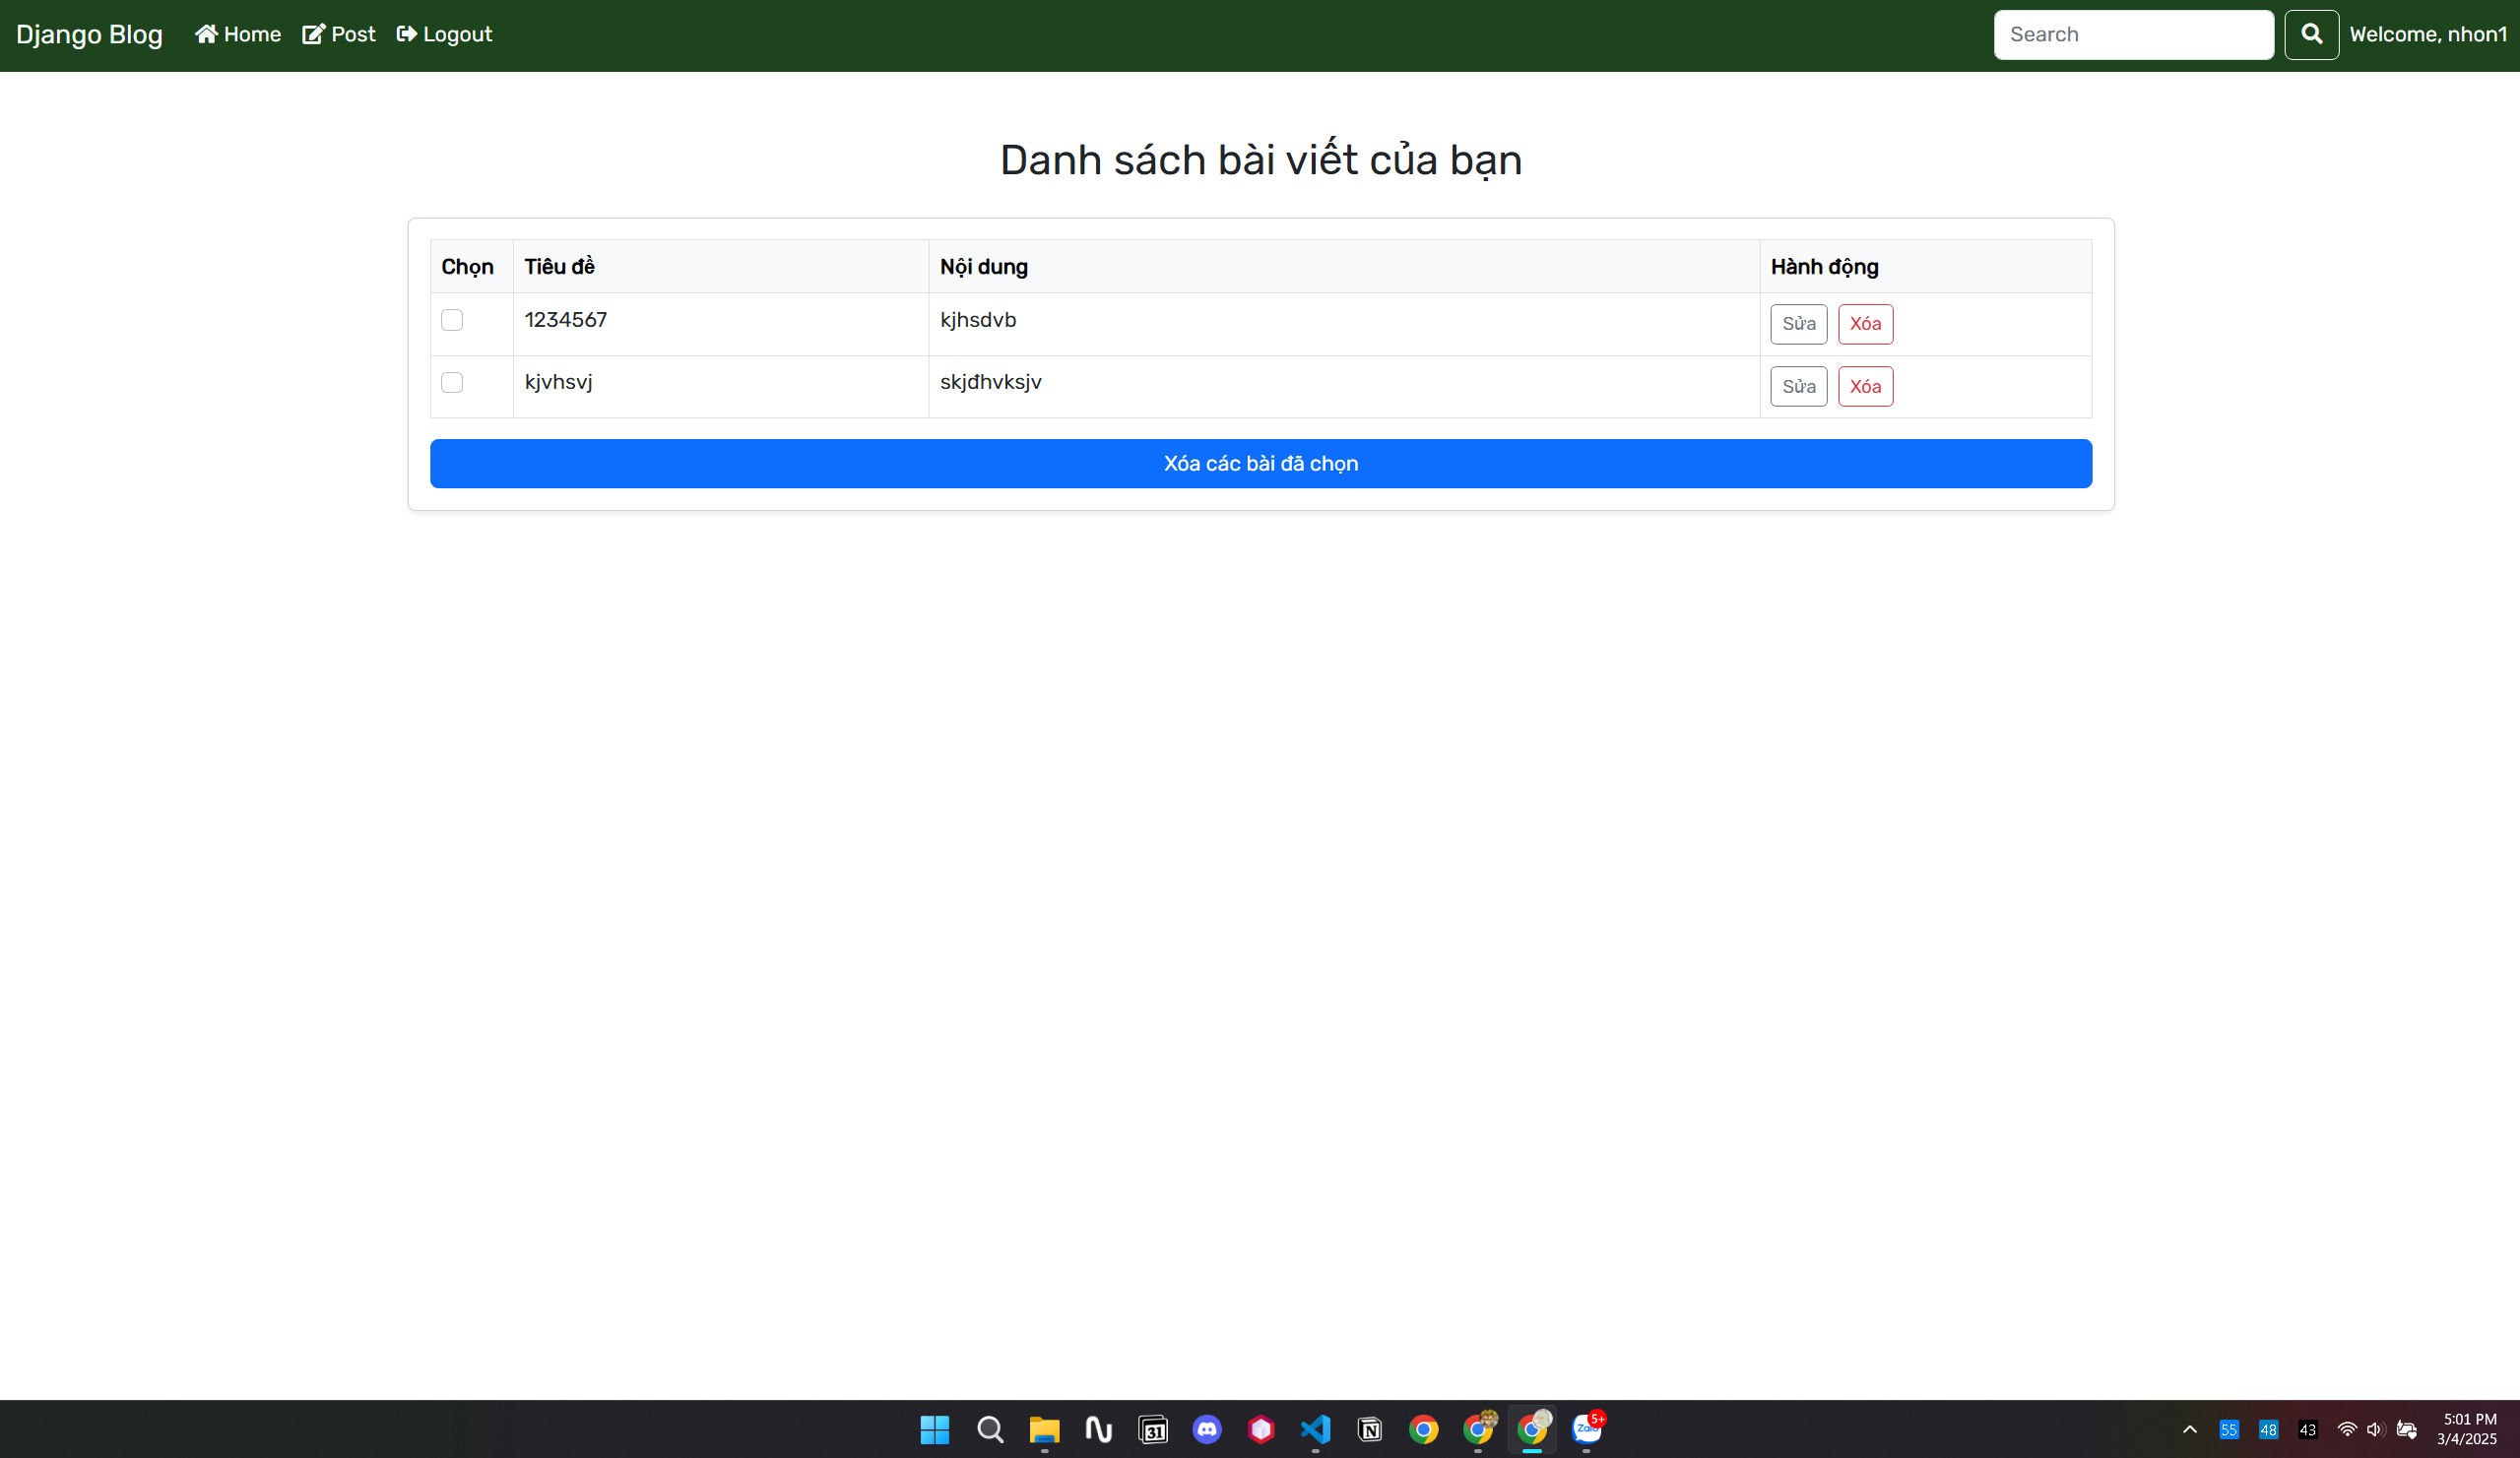 Django Blog Home Post Logout Search Welcome, nhon1
Danh sách bài viết của bạn
Chọn Tiêu đề Nội dung Hành động
1234567 kjhsdvb Sửa Xóa
kjvhsvj skjđhvksjv Sửa Xóa
Xóa các bài đã chọn
31 N Zalo 5+ 55 48 43 5:01 PM
3/4/2025